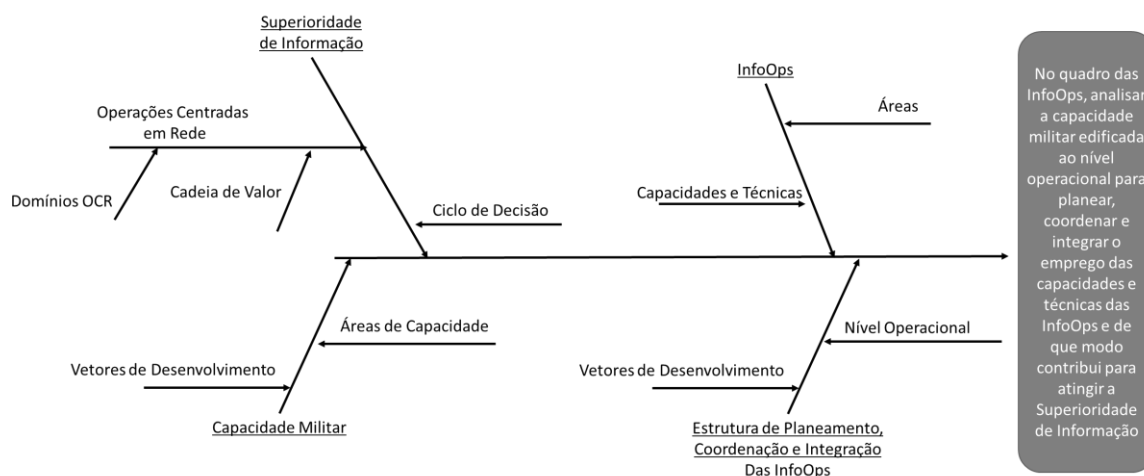 Superioridade
de Informação
InfoOps
Operações Centradas
em Rede
Áreas
Domínios OCR
Cadeia de Valor
Capacidades e Técnicas
Ciclo de Decisão
Áreas de Capacidade
Vetores de Desenvolvimento
Capacidade Militar
Nível Operacional
Vetores de Desenvolvimento
Estrutura de Planeamento,
Coordenação e Integração
Das InfoOps
No quadro das
InfoOps, analisar
a capacidade
militar edificada
ao nível
operacional para
planear,
coordenar e
integrar o
emprego das
capacidades e
técnicas das
InfoOps e de
que modo
contribui para
atingir a
Superioridade
de Informação